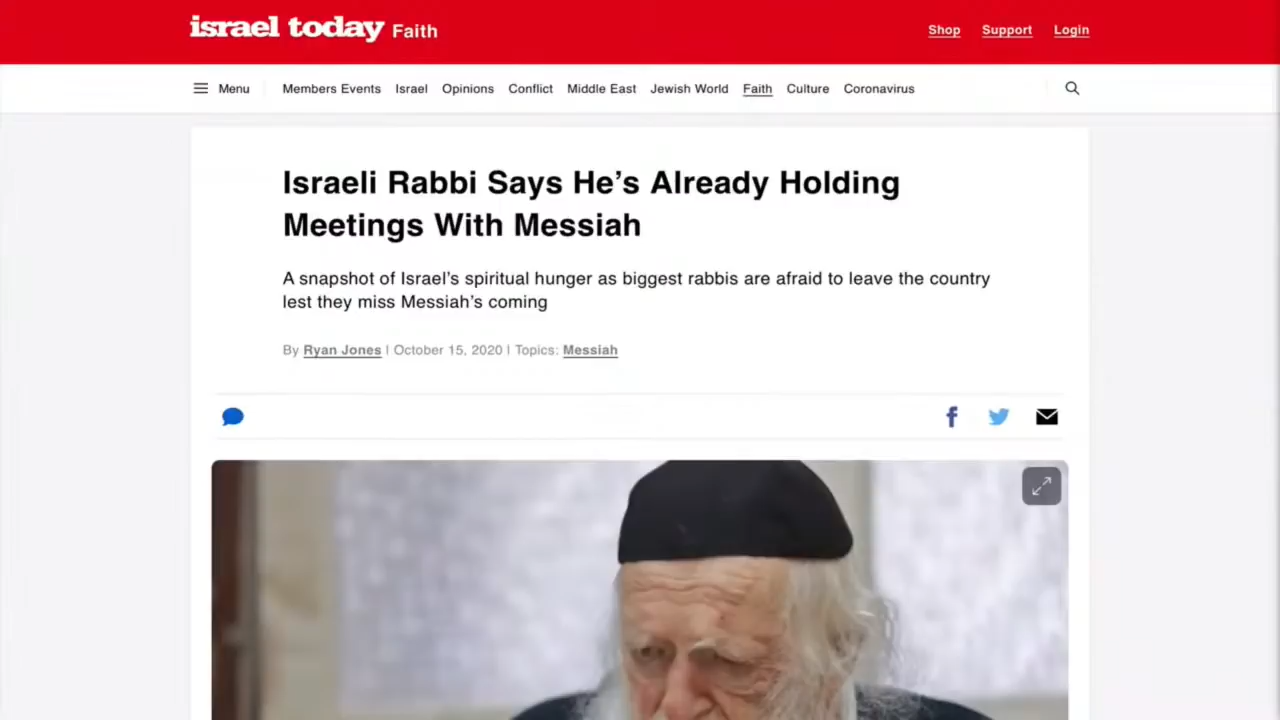 israel today Faith
Shop Support Login
Menu Members Events Israel Opinions Conflict Middle East Jewish World Faith Culture Coronavirus
Israeli Rabbi Says He’s Already Holding
Meetings With Messiah
A snapshot of Israel’s spiritual hunger as biggest rabbis are afraid to leave the country
lest they miss Messiah’s coming
By Ryan Jones | October 15, 2020 | Topics: Messiah